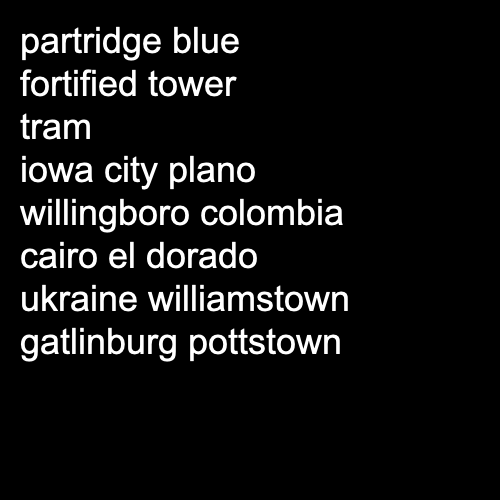 partridge blue
fortified tower
tram
iowa city plano
willingboro colombia
cairo el dorado
ukraine williamstown
gatlinburg pottstown